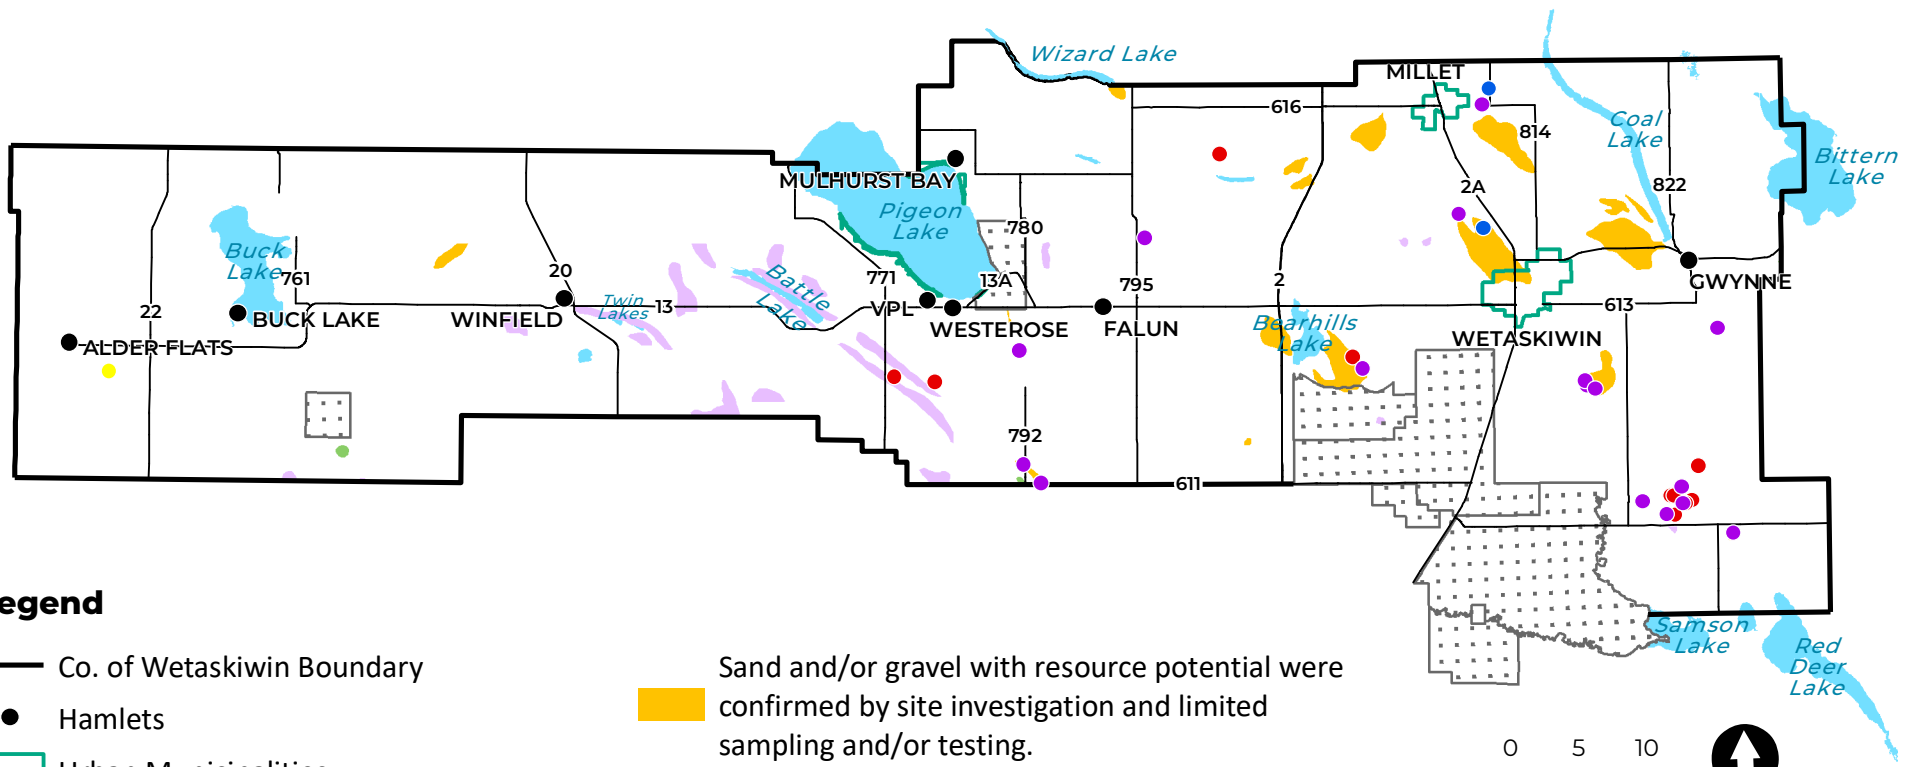 Wizard Lake
MILLET
616
814
Coal
Lake
Bittern
Lake
822
2A
MULHURST BAY
Pigeon
Lake
780
Buck
Lake
761
20
Twin
Lakes
13
Battle
Lake
771
13A
795
2
GWYNNE
22
BUCK LAKE
WINFIELD
VPL
WESTEROSE
FALUN
Bearhills
Lake
613
WETASKIWIN
ALDER FLATS
792
611
Samson
Lake
Red
Deer
Lake
egend
Co. of Wetaskiwin Boundary
Hamlets
Sand and/or gravel with resource potential were
confirmed by site investigation and limited
sampling and/or testing.
0 5 10